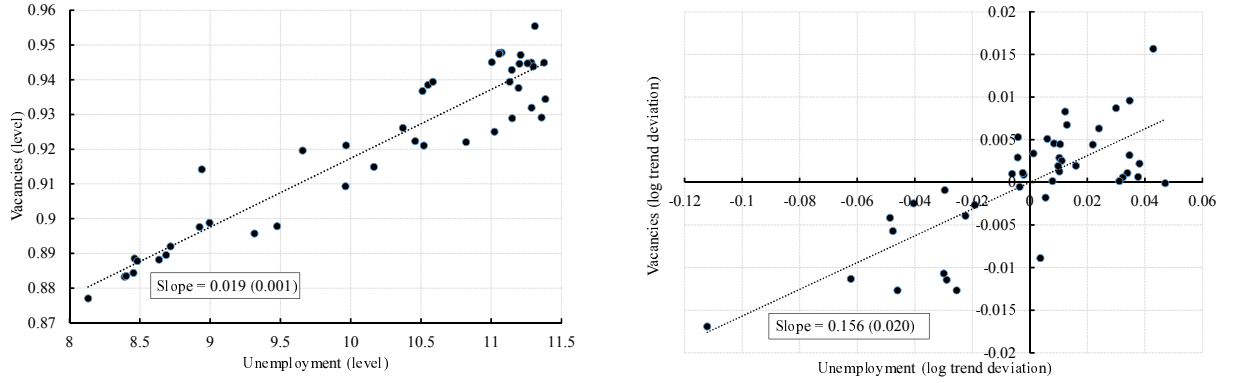 0.96
0.95
0.94
0.93
0.92
0.91
0.9
0.89
0.88
0.87
Vacancies (level)
Slope = 0.019 (0.001)
8 8.5 9 9.5 10 10.5 11 11.5
Unemployment (level)
0.02
0.015
0.01
0.005
0
-0.12 -0.1 -0.08 -0.06 -0.04 -0.02 0 0.02 0.04 0.06
-0.005
-0.01
-0.015
-0.02
Vacancies (log trend deviation)
Slope = 0.156 (0.020)
Unemployment (log trend deviation)